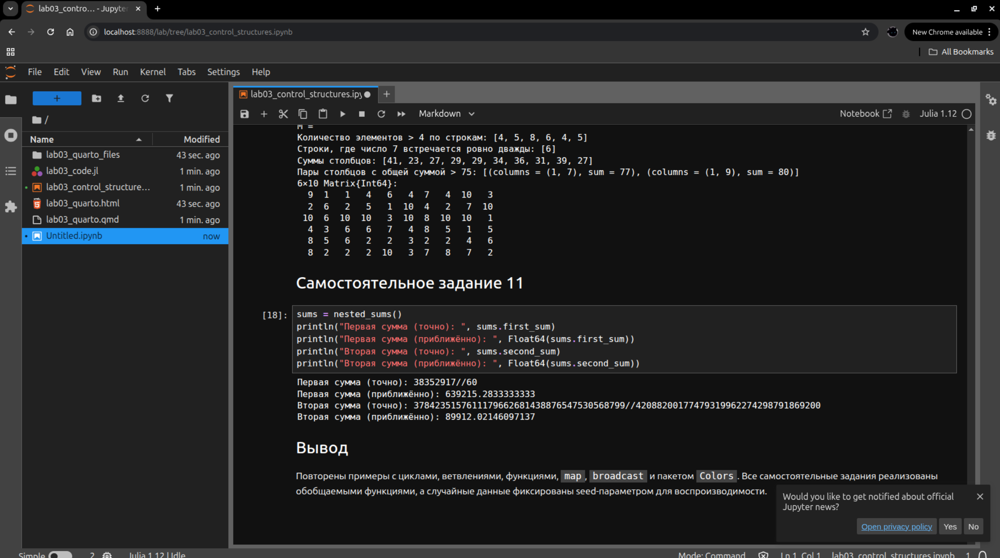 lab03_contro… - Jupyter
localhost:8888/lab/tree/lab03_control_structures.ipynb
New Chrome available
All Bookmarks
File Edit View Run Kernel Tabs Settings Help
lab03_control_structures.ipy
/
Markdown
Notebook
Julia 1.12
Name Modified
lab03_quarto_files 43 sec. ago
lab03_code.jl 1 min. ago
lab03_control_structure… 1 min. ago
lab03_quarto.html 43 sec. ago
lab03_quarto.qmd 1 min. ago
Untitled.ipynb now
M =
Количество элементов > 4 по строкам: [4, 5, 8, 6, 4, 5]
Строки, где число 7 встречается ровно дважды: [6]
Суммы столбцов: [41, 23, 27, 29, 29, 34, 36, 31, 39, 27]
Пары столбцов с общей суммой > 75: [(columns = (1, 7), sum = 77), (columns = (1, 9), sum = 80)]
6×10 Matrix{Int64}:
9 1 1 4 6 4 7 4 10 3
2 6 2 5 1 10 4 2 7 10
10 6 10 10 3 10 8 10 10 1
4 3 6 6 7 4 8 5 1 5
8 5 6 2 2 3 2 2 4 6
8 2 2 2 10 3 7 8 7 2
Самостоятельное задание 11
[18]:
sums = nested_sums()
println("Первая сумма (точно): ", sums.first_sum)
println("Первая сумма (приближённо): ", Float64(sums.first_sum))
println("Вторая сумма (точно): ", sums.second_sum)
println("Вторая сумма (приближённо): ", Float64(sums.second_sum))
Первая сумма (точно): 38352917//60
Первая сумма (приближённо): 639215.2833333333
Вторая сумма (точно): 3784235157611179662681438876547530568799//42088200177479319962274298791869200
Вторая сумма (приближённо): 89912.02146097137
Вывод
Повторены примеры с циклами, ветвлениями, функциями, map, broadcast и пакетом Colors. Все самостоятельные задания реализованы
обобщаемыми функциями, а случайные данные фиксированы seed-параметром для воспроизводимости.
Would you like to get notified about official
Jupyter news?
Open privacy policy Yes No
Simple 2 Julia 1.12 | Idle Mode: Command Ln 1, Col 1 lab03_control_structures.ipynb 1